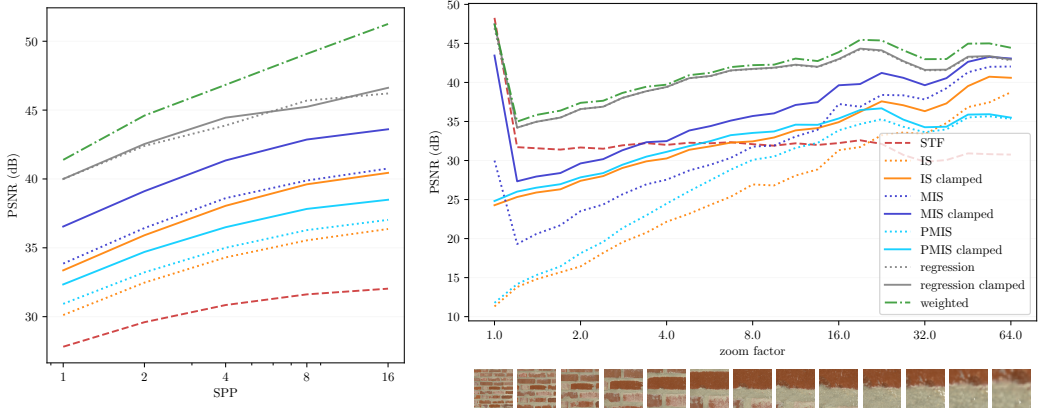 50
45
40
35
30
PSNR (dB)
1
2
4
8
16
SPP
50
45
40
35
30
25
20
15
10
PSNR (dB)
1.0
2.0
4.0
8.0
16.0
32.0
64.0
zoom factor
STF
IS
IS clamped
MIS
MIS clamped
PMIS
PMIS clamped
regression
regression clamped
weighted